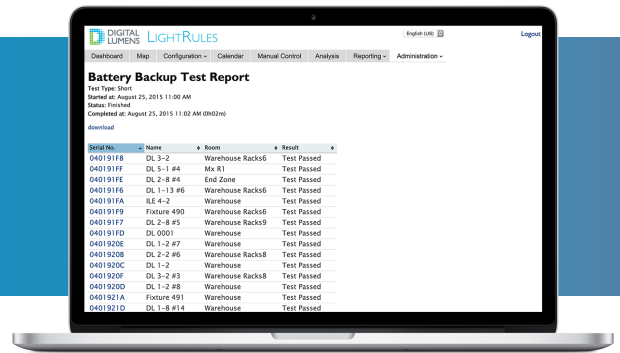 DIGITAL LUMENS LIGHTRULES English (US) Logout
Dashboard Map Configuration Calendar Manual Control Analysis Reporting Administration
Battery Backup Test Report
Test Type: Short
Started at: August 25, 2015 11:00 AM
Status: Finished
Completed at: August 25, 2015 11:02 AM (0h02m)
download
Serial No. Name Room Result
040191F8 DL 3-2 Warehouse Racks6 Test Passed
040191FF DL 5-1 #4 Mx R1 Test Passed
040191FE DL 2-8 #4 End Zone Test Passed
040191F6 DL 1-13 #6 Warehouse Racks6 Test Passed
040191FA ILE 4-2 Warehouse Test Passed
040191F9 Fixture 490 Warehouse Racks6 Test Passed
040191F7 DL 2-8 #5 Warehouse Racks9 Test Passed
040191FD DL 0001 Warehouse Test Passed
0401920E DL 1-2 #7 Warehouse Test Passed
0401920B DL 2-2 #6 Warehouse Racks8 Test Passed
0401920C DL 1-2 Warehouse Test Passed
0401920F DL 3-2 #3 Warehouse Racks8 Test Passed
0401920D DL 1-2 #8 Warehouse Test Passed
0401921A Fixture 491 Warehouse Test Passed
0401921D DL 1-8 #14 Warehouse Test Passed